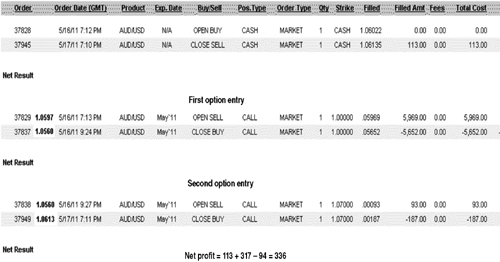 Order Order Date (GMT) Product Exp. Date Buy/Sell Pos.Type Order Type Qty Strike Filled Filled Amt Fees Total Cost
37828 5/16/11 7:12 PM AUD/USD N/A OPEN BUY CASH MARKET 1 CASH 1.06022 0.00 0.00 0.00
37945 5/17/11 7:10 PM AUD/USD N/A CLOSE SELL CASH MARKET 1 CASH 1.06135 113.00 0.00 113.00
Net Result
First option entry
37829 1.0597 5/16/11 7:13 PM AUD/USD May'11 OPEN SELL CALL MARKET 1 1.00000 .05969 5,969.00 0.00 5,969.00
37837 1.0560 5/16/11 9:24 PM AUD/USD May'11 CLOSE BUY CALL MARKET 1 1.00000 .05652 -5,652.00 0.00 -5,652.00
Net Result
Second option entry
37838 1.0560 5/16/11 9:27 PM AUD/USD May'11 OPEN SELL CALL MARKET 1 1.07000 .00093 93.00 0.00 93.00
37949 1.0613 5/17/11 7:11 PM AUD/USD May'11 CLOSE BUY CALL MARKET 1 1.07000 .00187 -187.00 0.00 -187.00
Net Result
Net profit = 113 + 317 – 94 = 336